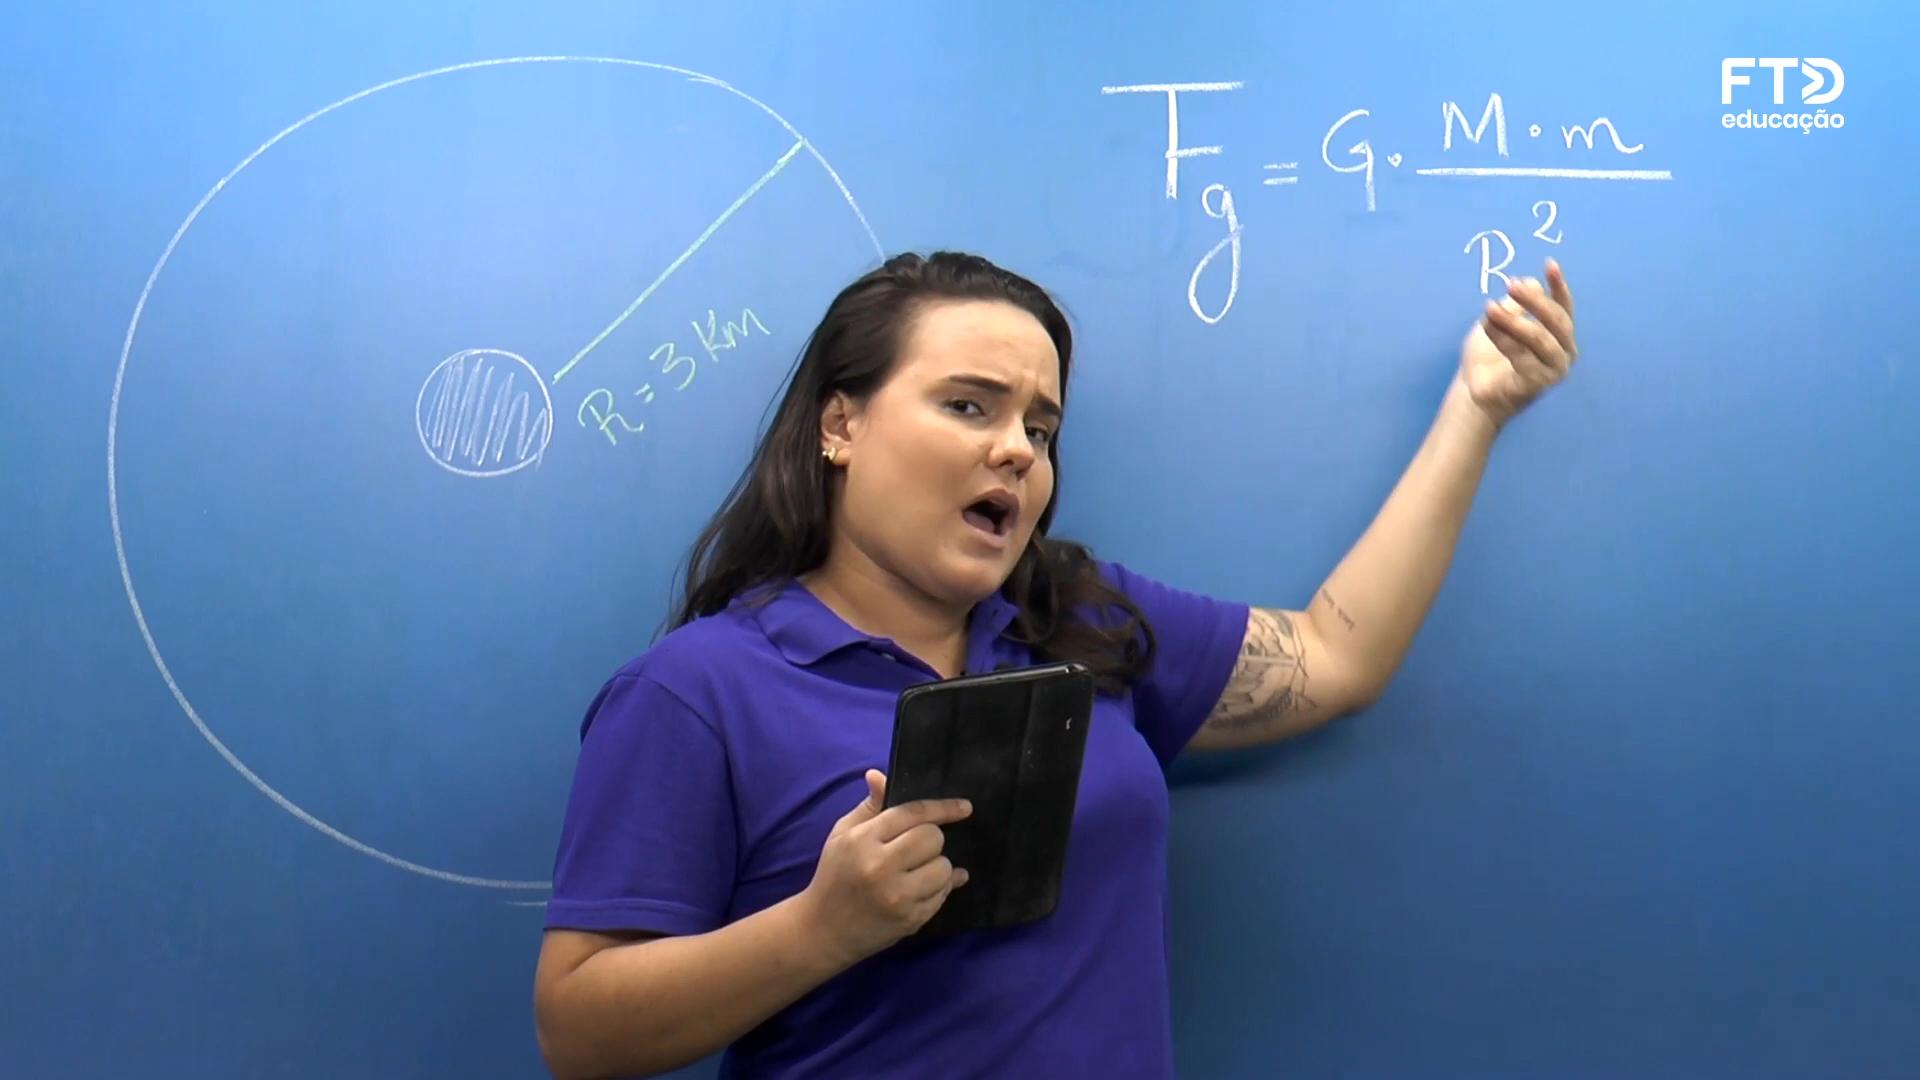 R = 3 Km
Fg = G · M · m
R²
FTD
educação